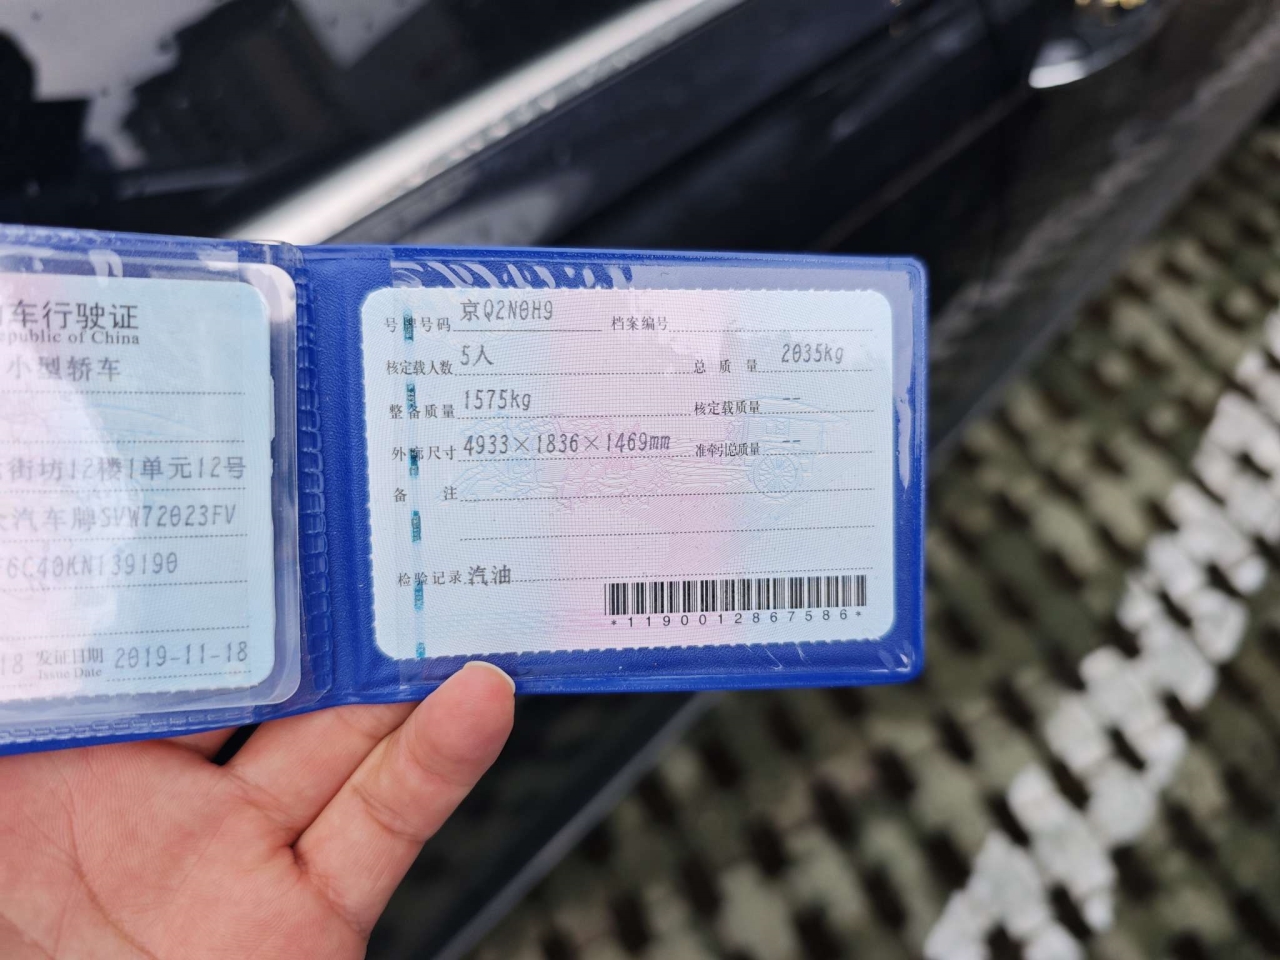 车行驶证
public of China
小型轿车
街坊12楼1单元12号
汽车牌SVW72023FV
F6C40KN139190
18 发证日期 2019-11-18
Issue Date
号牌号码 京Q2N0H9 档案编号
核定载人数 5人 总质量 2035kg
整备质量 1575kg 核定载质量 --
外廓尺寸 4933×1836×1469mm 准牵引总质量 --
备注
检验记录 汽油
*1190012867586*